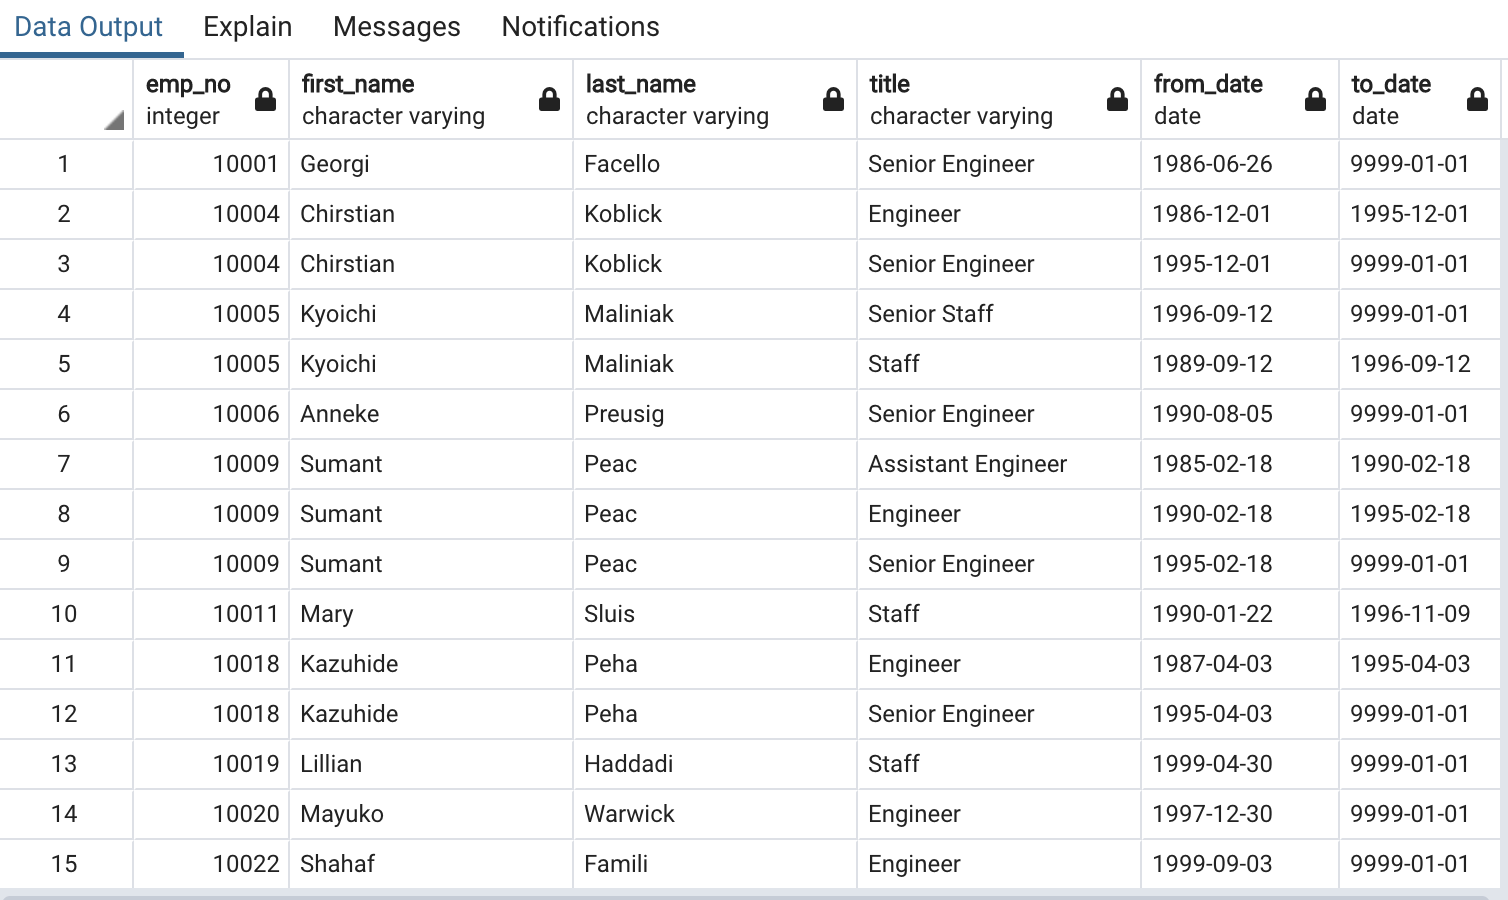 Data Output Explain Messages Notifications
emp_no first_name last_name title from_date to_date
integer character varying character varying character varying date date
1 10001 Georgi Facello Senior Engineer 1986-06-26 9999-01-01
2 10004 Chirstian Koblick Engineer 1986-12-01 1995-12-01
3 10004 Chirstian Koblick Senior Engineer 1995-12-01 9999-01-01
4 10005 Kyoichi Maliniak Senior Staff 1996-09-12 9999-01-01
5 10005 Kyoichi Maliniak Staff 1989-09-12 1996-09-12
6 10006 Anneke Preusig Senior Engineer 1990-08-05 9999-01-01
7 10009 Sumant Peac Assistant Engineer 1985-02-18 1990-02-18
8 10009 Sumant Peac Engineer 1990-02-18 1995-02-18
9 10009 Sumant Peac Senior Engineer 1995-02-18 9999-01-01
10 10011 Mary Sluis Staff 1990-01-22 1996-11-09
11 10018 Kazuhide Peha Engineer 1987-04-03 1995-04-03
12 10018 Kazuhide Peha Senior Engineer 1995-04-03 9999-01-01
13 10019 Lillian Haddadi Staff 1999-04-30 9999-01-01
14 10020 Mayuko Warwick Engineer 1997-12-30 9999-01-01
15 10022 Shahaf Famili Engineer 1999-09-03 9999-01-01